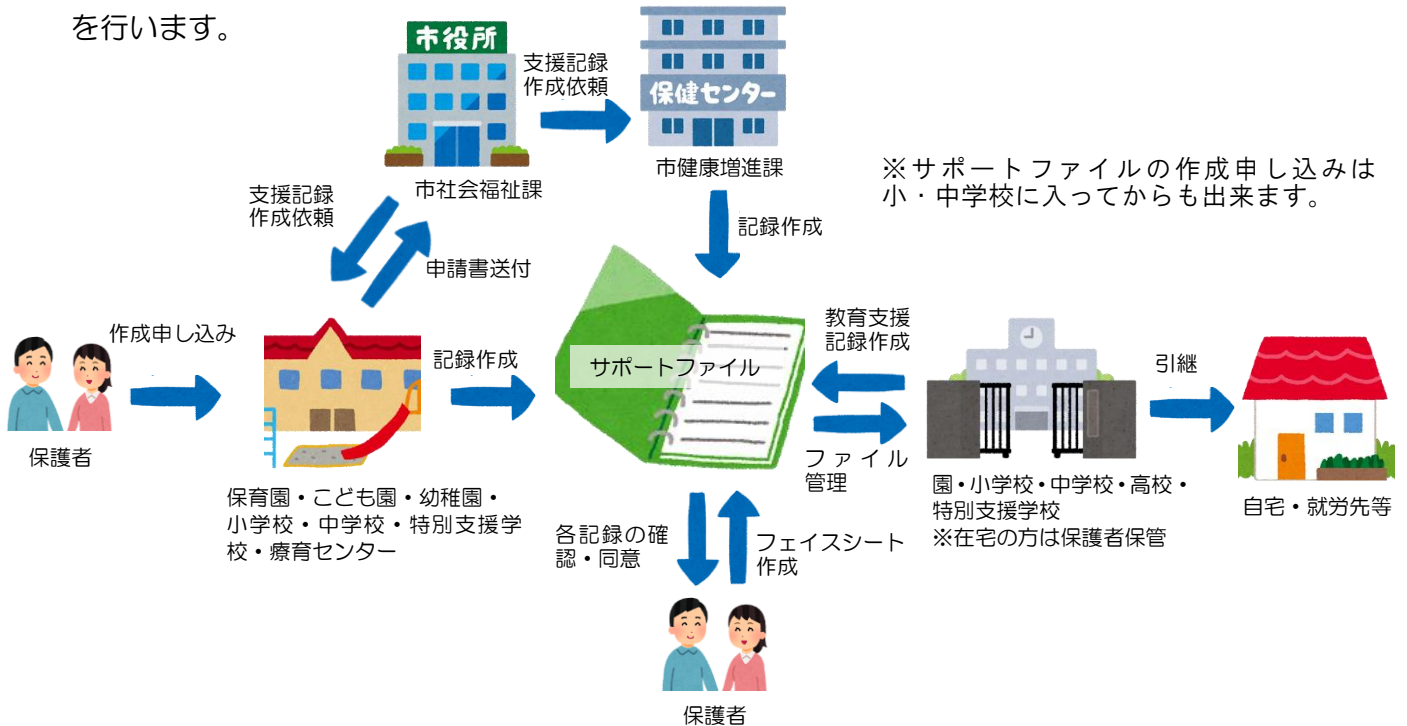 を行います。
市役所
支援記録
作成依頼
保健センター
市社会福祉課
市健康増進課
※サポートファイルの作成申し込みは
小・中学校に入ってからも出来ます。
支援記録
作成依頼
申請書送付
記録作成
作成申し込み
保護者
保育園・こども園・幼稚園・
小学校・中学校・特別支援学
校・療育センター
記録作成
サポートファイル
教育支援
記録作成
ファイル
管理
園・小学校・中学校・高校・
特別支援学校
※在宅の方は保護者保管
引継
自宅・就労先等
各記録の確
認・同意
フェイスシート
作成
保護者